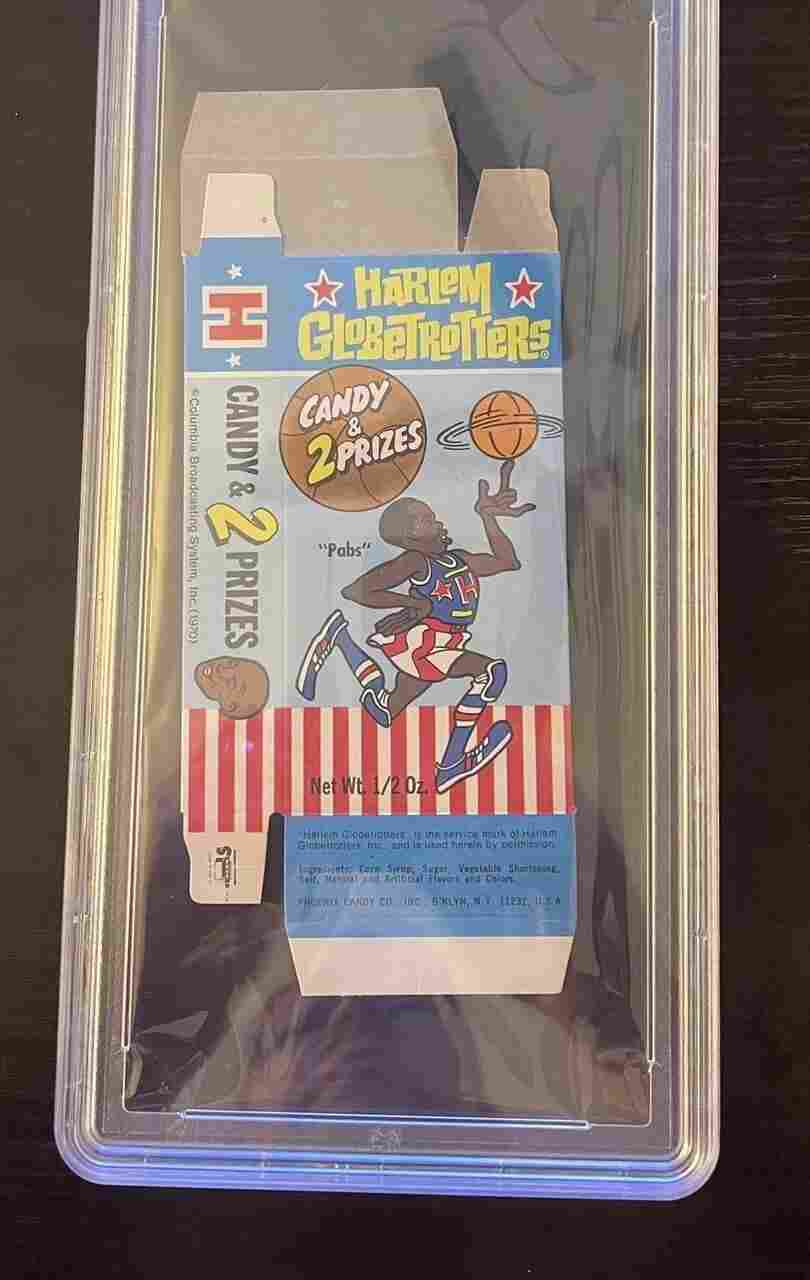 H
CANDY & 2 PRIZES
©Columbia Broadcasting System, Inc. (1970)
HARLEM
GLOBETROTTERS®
CANDY
&
2 PRIZES
"Pabs"
H
Net Wt. 1/2 Oz.
"Harlem Globetrotters" is the service mark of Harlem
Globetrotters Inc. and is used herein by permission.
Ingredients: Corn Syrup, Sugar, Vegetable Shortening,
Salt, Natural and Artificial Flavors and Colors.
PHOENIX CANDY CO., INC., B'KLYN, N.Y. 11232, U.S.A